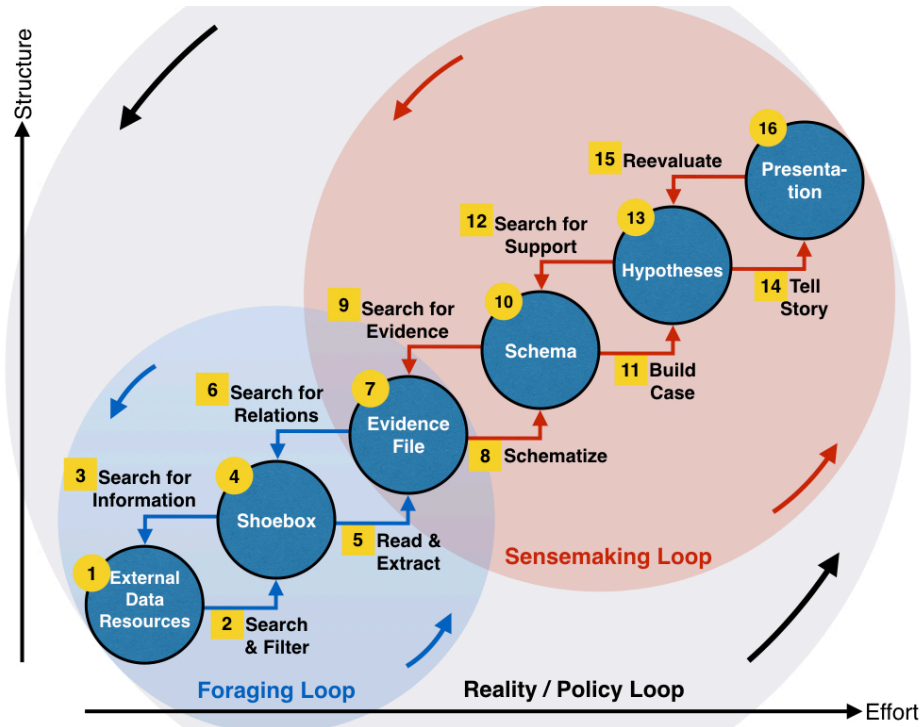 Structure
16
Presenta-
tion
15 Reevaluate
13
Hypotheses
14 Tell
Story
12 Search for
Support
10
Schema
11 Build
Case
9 Search for
Evidence
7
Evidence
File
8 Schematize
6 Search for
Relations
4
Shoebox
5 Read &
Extract
3 Search for
Information
1
External
Data
Resources
2 Search
& Filter
Sensemaking Loop
Foraging Loop
Reality / Policy Loop
Effort